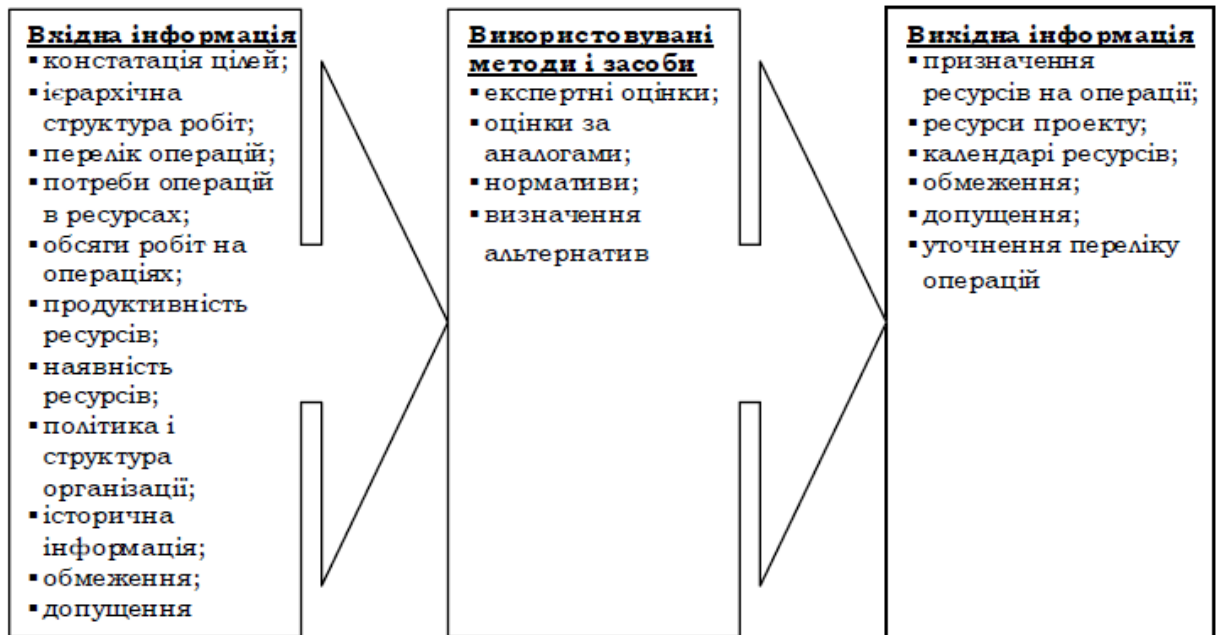 Вхідна інформація
▪констатація цілей;
▪ієрархічна
структура робіт;
▪перелік операцій;
▪потреби операцій
в ресурсах;
▪обсяги робіт на
операціях;
▪продуктивність
ресурсів;
▪наявність
ресурсів;
▪політика і
структура
організації;
▪історична
інформація;
▪обмеження;
▪допущення
Використовувані
методи і засоби
▪експертні оцінки;
▪оцінки за
аналогами;
▪нормативи;
▪визначення
альтернатив
Вихідна інформація
▪призначення
ресурсів на операції;
▪ресурси проекту;
▪календарі ресурсів;
▪обмеження;
▪допущення;
▪уточнення переліку
операцій